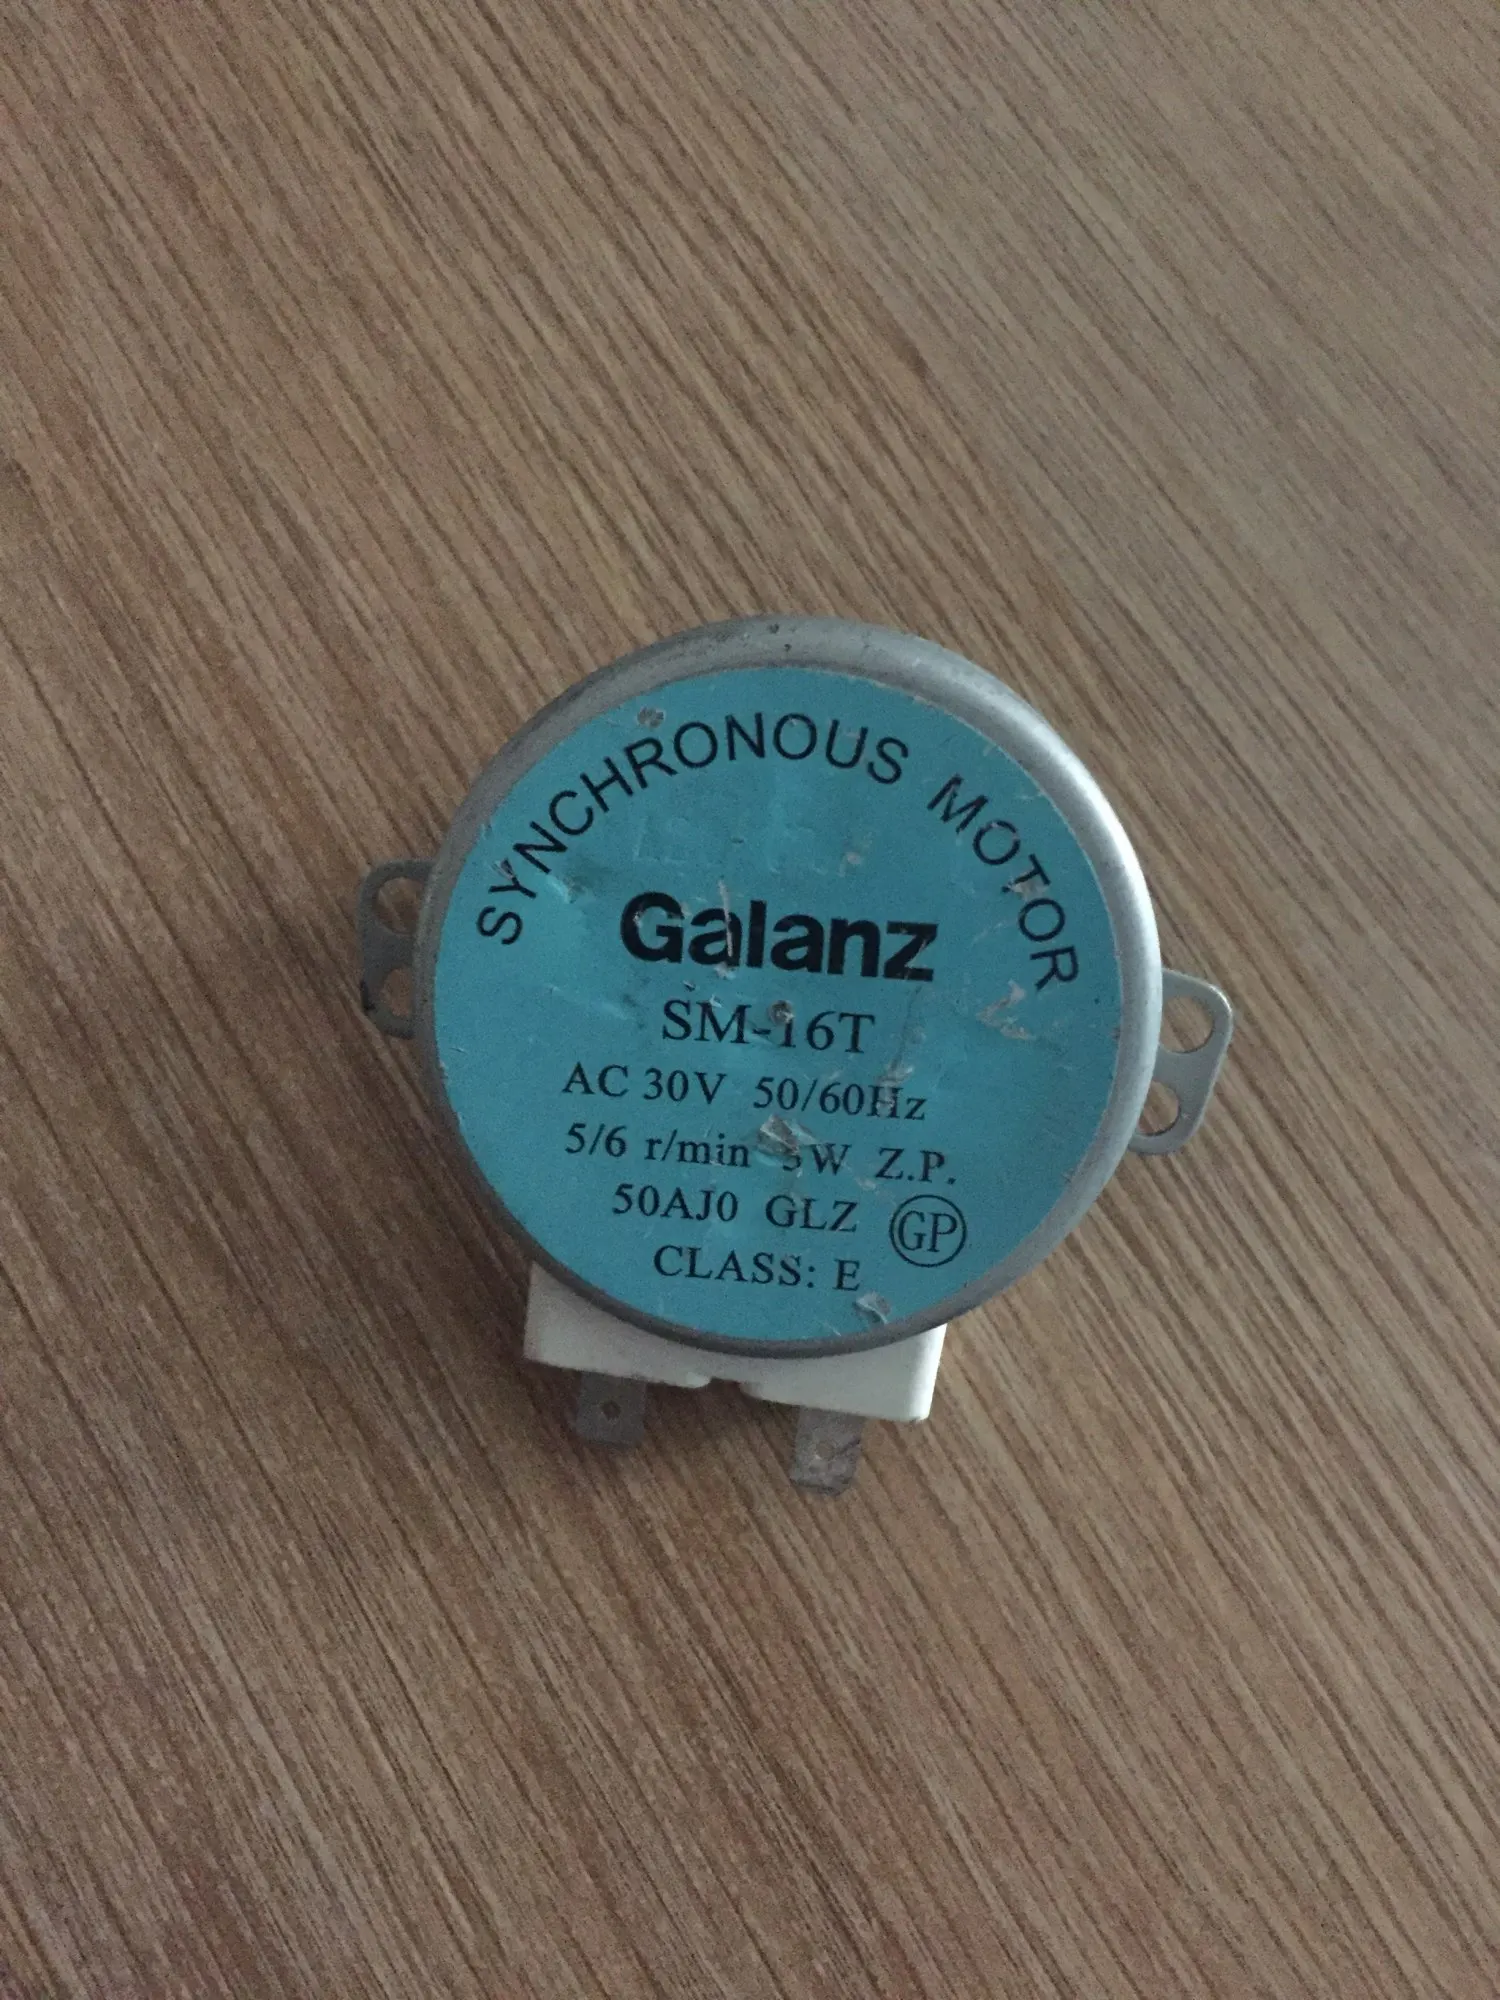 SYNCHRONOUS MOTOR
Galanz
SM-16T
AC 30V 50/60Hz
5/6 r/min Z.P.
50AJ0 GLZ GP
CLASS: E